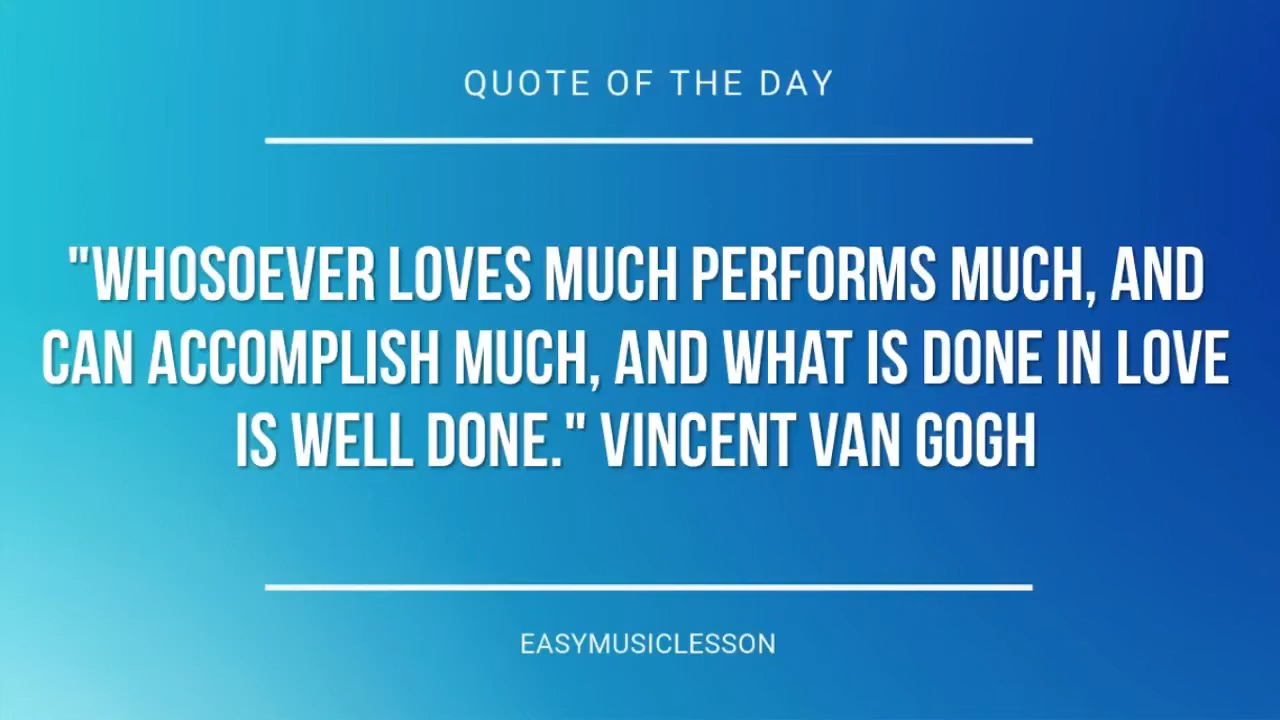 QUOTE OF THE DAY
"WHOSOEVER LOVES MUCH PERFORMS MUCH, AND
CAN ACCOMPLISH MUCH, AND WHAT IS DONE IN LOVE
IS WELL DONE." VINCENT VAN GOGH
EASYMUSICLESSON